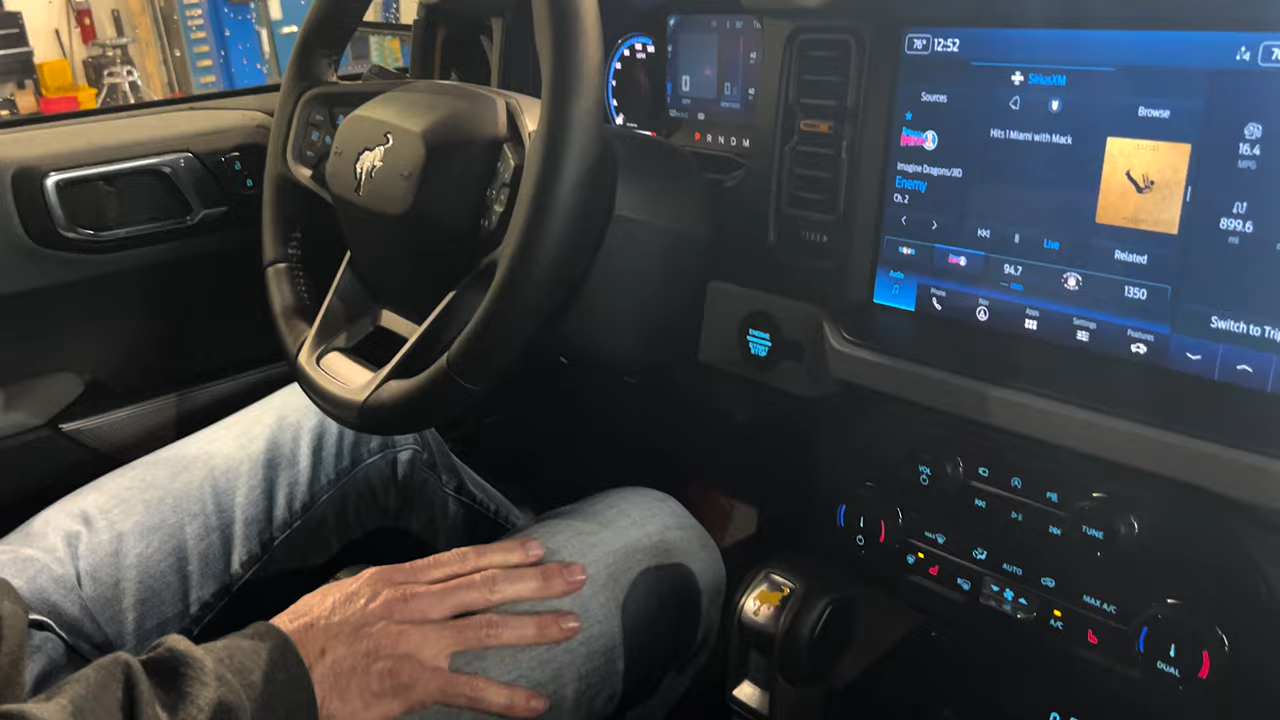 76° 12:52
SiriusXM
Sources
Browse
Hits 1 Miami with Mack
Imagine Dragons/JID
Enemy
Ch. 2
Live
Related
94.7
1350
Audio
Phone
Nav
Apps
Settings
Features
16.4
MPG
899.6
mi
Switch to Trip
P R N D M
ENGINE
START
STOP
VOL
TUNE
MAX
AUTO
MAX A/C
A/C
DUAL